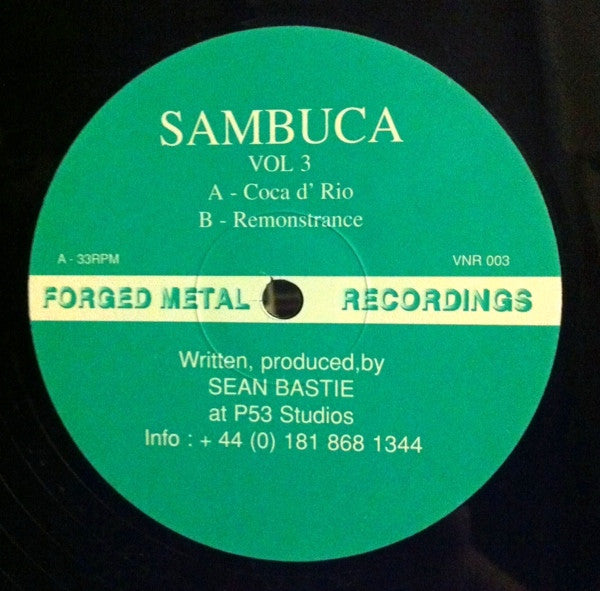 SAMBUCA
VOL 3
A - Coca d' Rio
B - Remonstrance
A - 33RPM VNR 003
FORGED METAL RECORDINGS
Written, produced,by
SEAN BASTIE
at P53 Studios
Info : + 44 (0) 181 868 1344